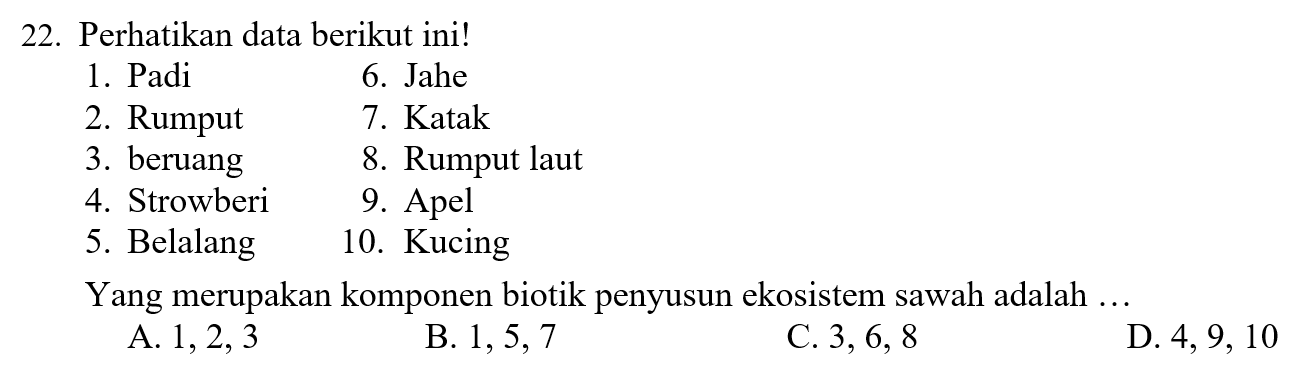 22. Perhatikan data berikut ini!
1. Padi 6. Jahe
2. Rumput 7. Katak
3. beruang 8. Rumput laut
4. Strowberi 9. Apel
5. Belalang 10. Kucing
Yang merupakan komponen biotik penyusun ekosistem sawah adalah …
A. 1, 2, 3 B. 1, 5, 7 C. 3, 6, 8 D. 4, 9, 10